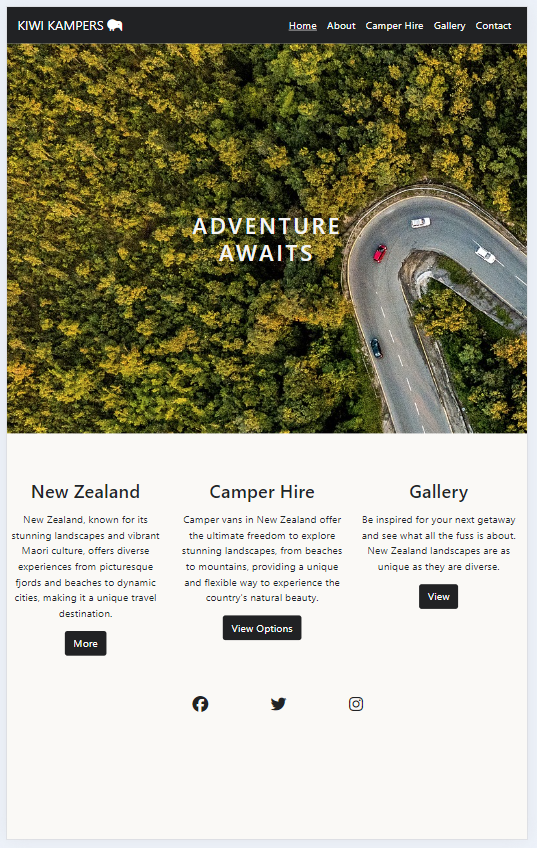 KIWI KAMPERS
Home About Camper Hire Gallery Contact
ADVENTURE
AWAITS
New Zealand
New Zealand, known for its
stunning landscapes and vibrant
Maori culture, offers diverse
experiences from picturesque
fjords and beaches to dynamic
cities, making it a unique travel
destination.
More
Camper Hire
Camper vans in New Zealand offer
the ultimate freedom to explore
stunning landscapes, from beaches
to mountains, providing a unique
and flexible way to experience the
country's natural beauty.
View Options
Gallery
Be inspired for your next getaway
and see what all the fuss is about.
New Zealand landscapes are as
unique as they are diverse.
View